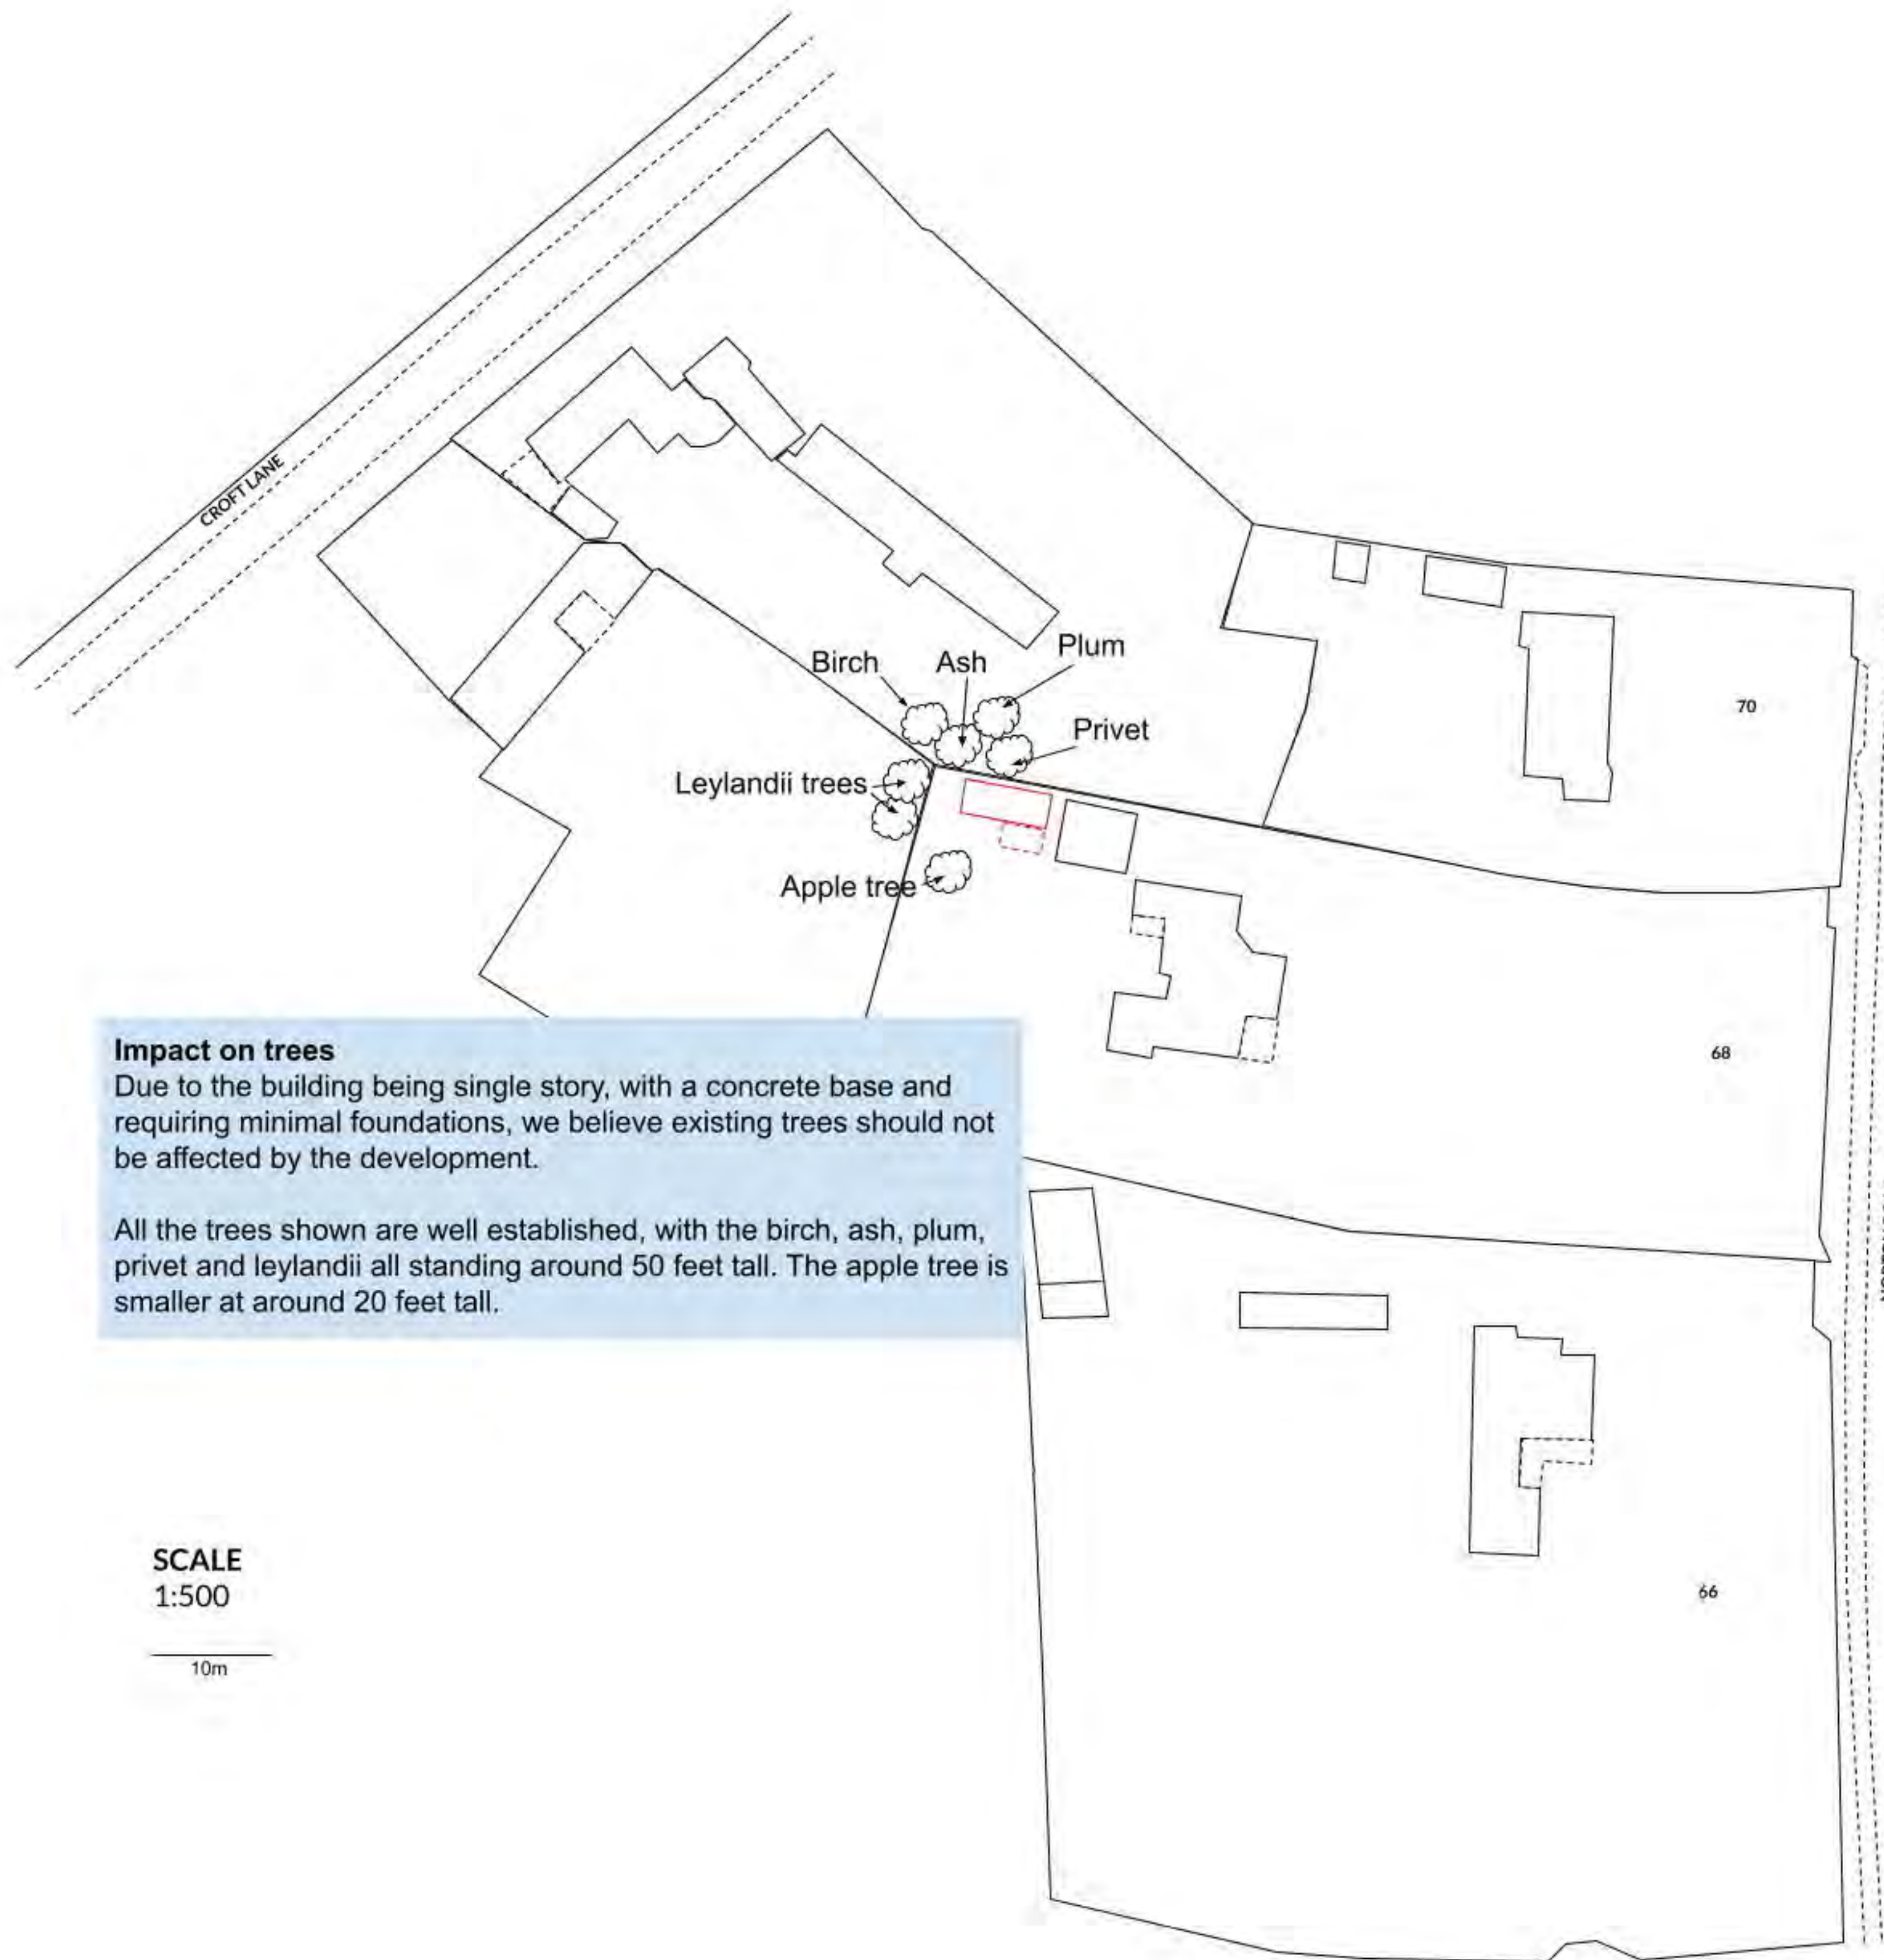 CROFT LANE
Birch
Ash
Plum
Privet
Leylandii trees
Apple tree
70
68
Impact on trees
Due to the building being single story, with a concrete base and
requiring minimal foundations, we believe existing trees should not
be affected by the development.
All the trees shown are well established, with the birch, ash, plum,
privet and leylandii all standing around 50 feet tall. The apple tree is
smaller at around 20 feet tall.
66
SCALE
1:500
10m